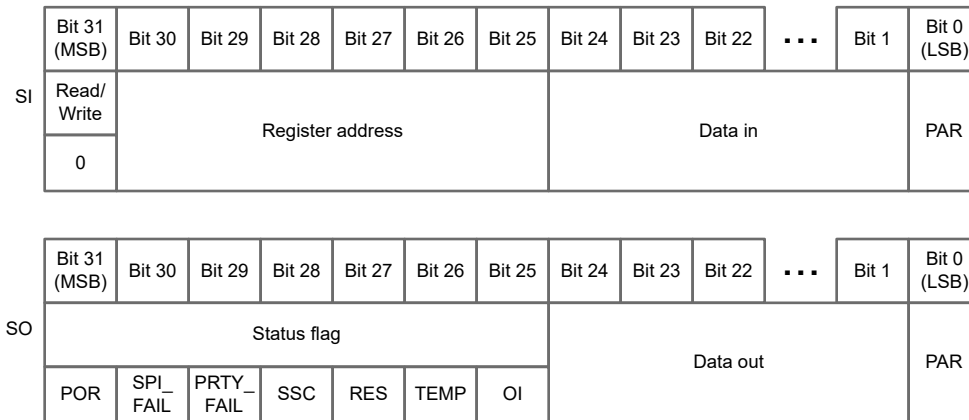 Bit 31 (MSB) Bit 30 Bit 29 Bit 28 Bit 27 Bit 26 Bit 25 Bit 24 Bit 23 Bit 22 ... Bit 1 Bit 0 (LSB)
SI
Read/
Write
0
Register address
Data in
PAR
Bit 31 (MSB) Bit 30 Bit 29 Bit 28 Bit 27 Bit 26 Bit 25 Bit 24 Bit 23 Bit 22 ... Bit 1 Bit 0 (LSB)
SO
Status flag
POR SPI_ FAIL PRTY_ FAIL SSC RES TEMP OI
Data out
PAR